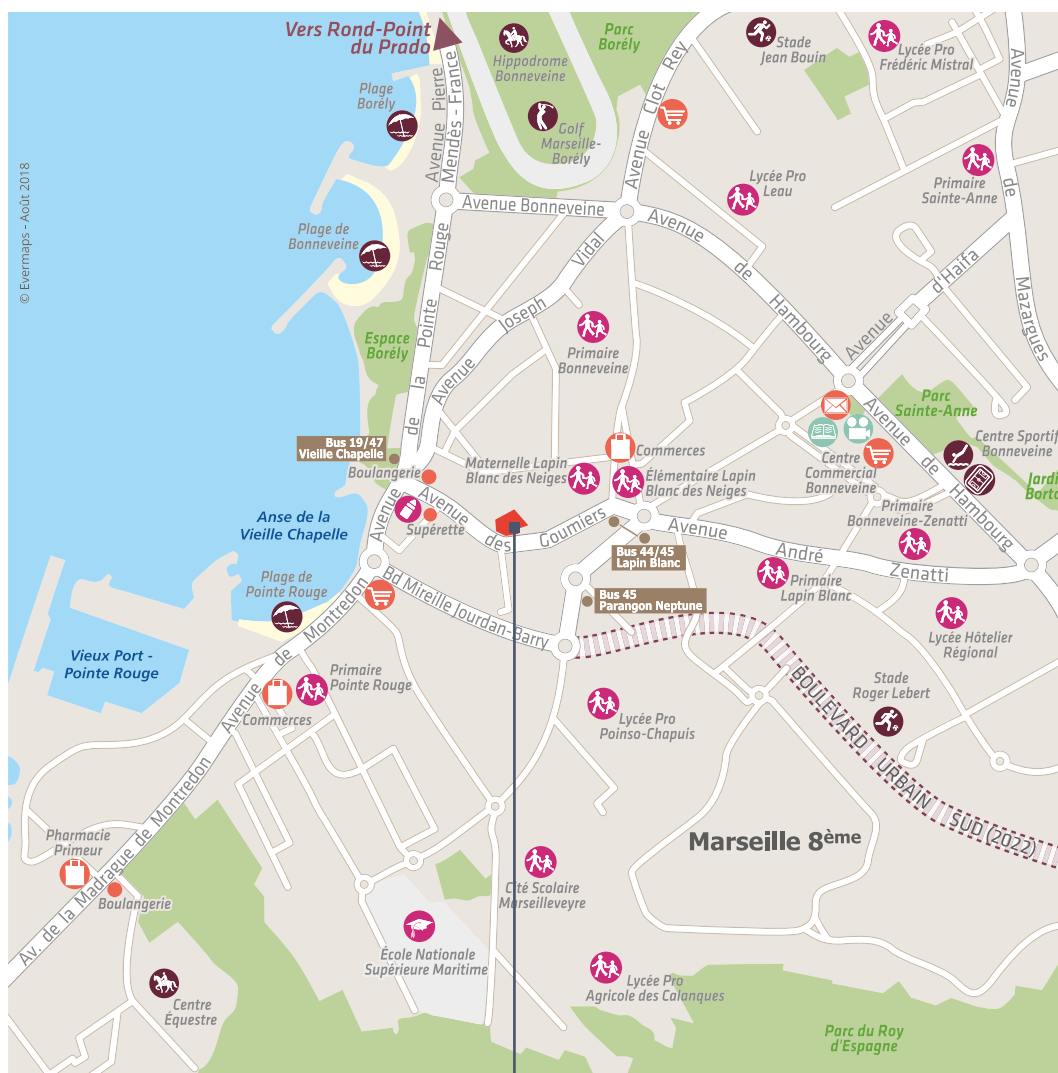 Vers Rond-Point
du Prado
Hippodrome
Bonneveine
Parc
Borély
Stade
Jean Bouin
Lycée Pro
Frédéric Mistral
Plage
Borély
Avenue Pierre
Mendès - France
Golf
Marseille-
Borély
Avenue Clot Rey
Avenue de Mazargues
© Evermaps - Août 2018
Lycée Pro
Leau
Primaire
Sainte-Anne
Avenue Bonneveine
Avenue de Hambourg
Plage de
Bonneveine
Avenue d'Haïfa
Avenue Joseph Vidal
Avenue de la Pointe Rouge
Espace
Borély
Primaire
Bonneveine
Parc
Sainte-Anne
Avenue de Hambourg
Bus 19/47
Vieille Chapelle
Boulangerie
Maternelle Lapin
Blanc des Neiges
Commerces
Élémentaire Lapin
Blanc des Neiges
Centre
Commercial
Bonneveine
Centre Sportif
Bonneveine
Jardi
Borto
Supérette
Avenue des Goumiers
Anse de la
Vieille Chapelle
Primaire
Bonneveine-Zenatti
Avenue André Zenatti
Bus 44/45
Lapin Blanc
Primaire
Lapin Blanc
Bus 45
Parangon Neptune
Plage de
Pointe Rouge
Bd Mireille Jourdan-Barry
Lycée Hôtelier
Régional
Vieux Port -
Pointe Rouge
Avenue de Montredon
Primaire
Pointe Rouge
Commerces
Stade
Roger Lebert
Lycée Pro
Poinso-Chapuis
BOULEVARD URBAIN SUD (2022)
Marseille 8ème
Pharmacie
Primeur
Boulangerie
Av. de la Madrague de Montredon
Cité Scolaire
Marseilleveyre
École Nationale
Supérieure Maritime
Lycée Pro
Agricole des Calanques
Centre
Équestre
Parc du Roy
d'Espagne